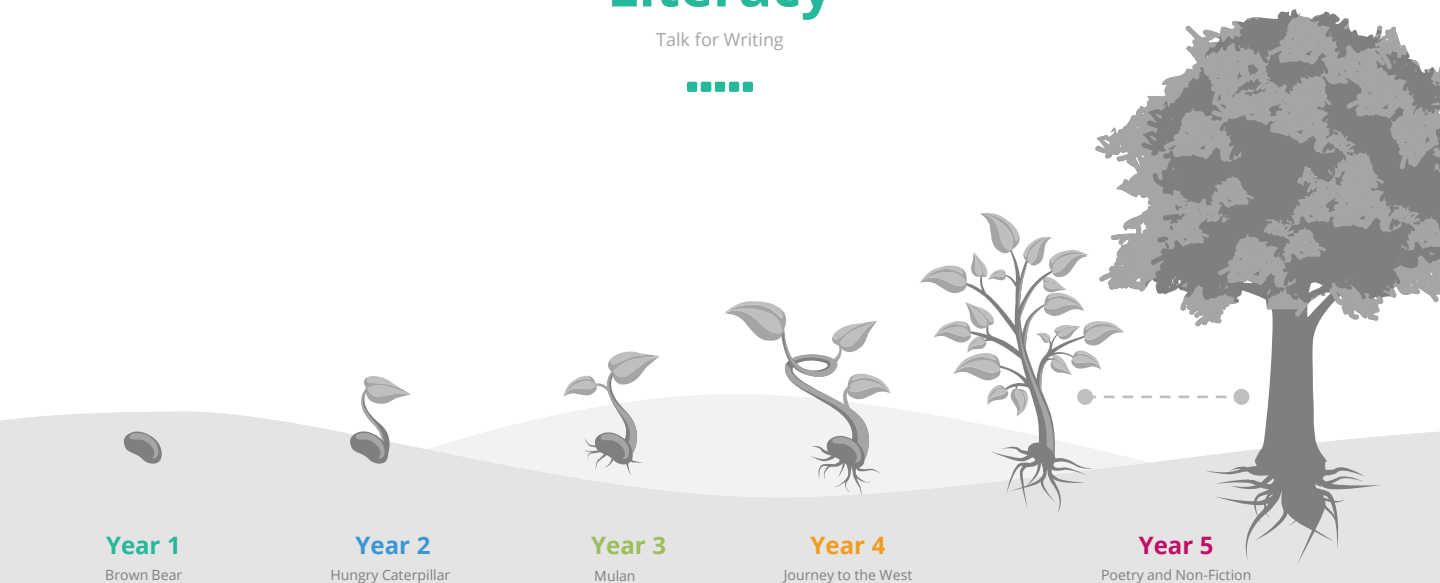 Literacy
Talk for Writing
Year 1
Brown Bear
Year 2
Hungry Caterpillar
Year 3
Mulan
Year 4
Journey to the West
Year 5
Poetry and Non-Fiction